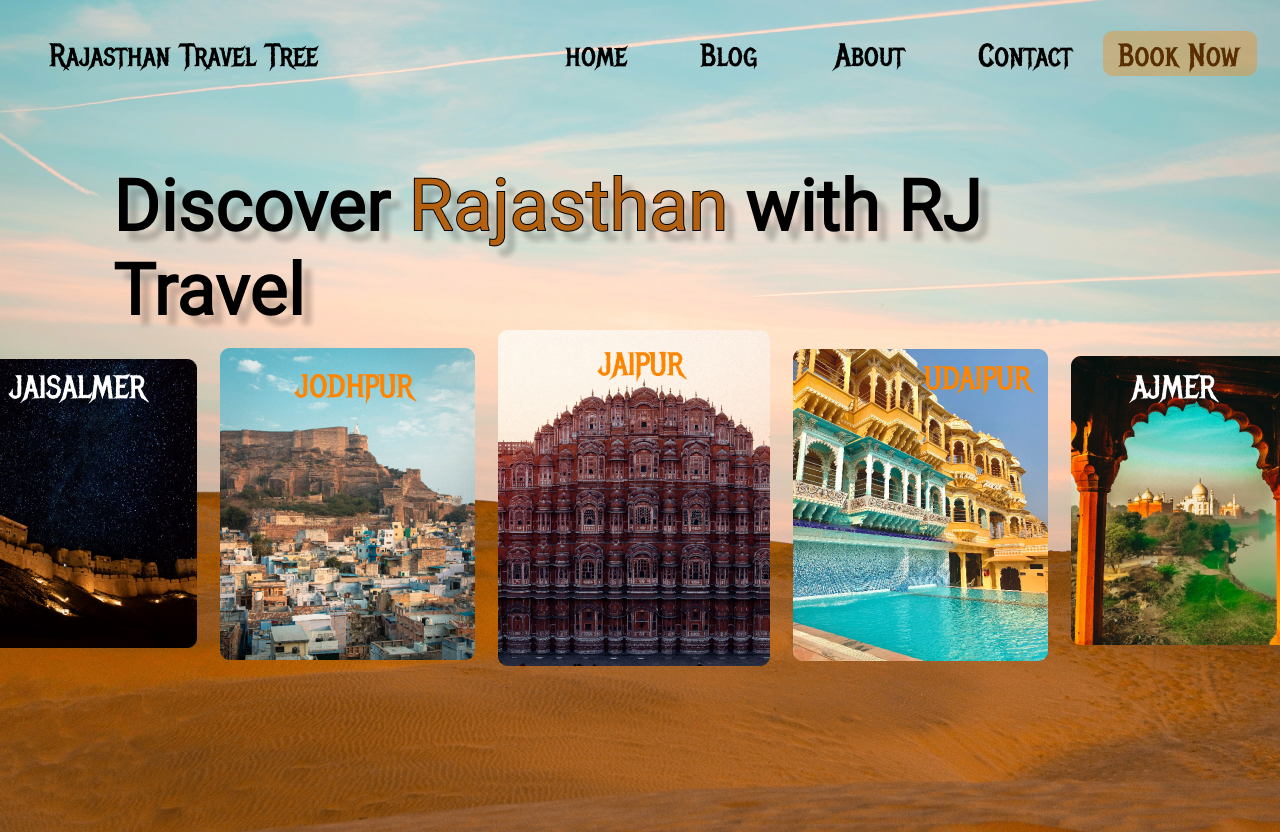 Rajasthan Travel Tree
home
Blog
About
Contact
Book Now
Discover Rajasthan with RJ
Travel
JAISALMER
JODHPUR
JAIPUR
UDAIPUR
AJMER